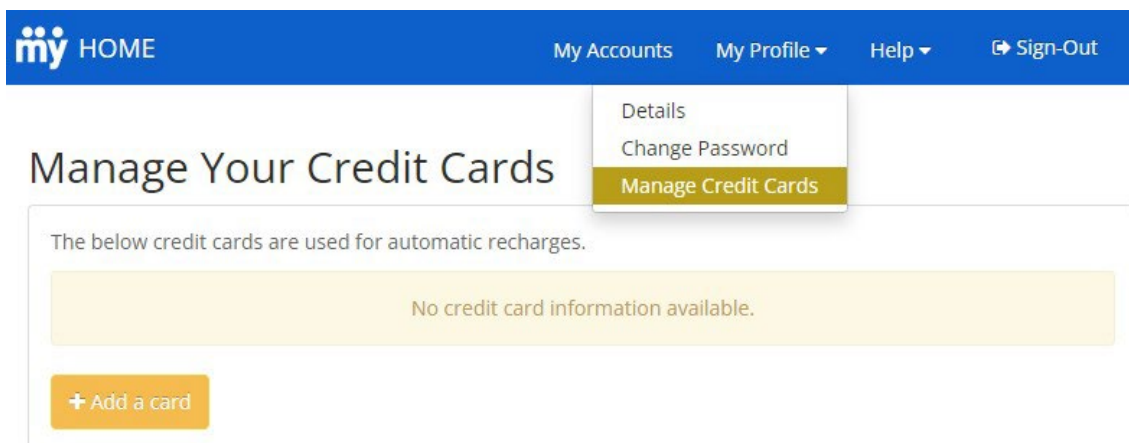 my HOME My Accounts My Profile Help Sign-Out
Details
Change Password
Manage Credit Cards
Manage Your Credit Cards
The below credit cards are used for automatic recharges.
No credit card information available.
+ Add a card